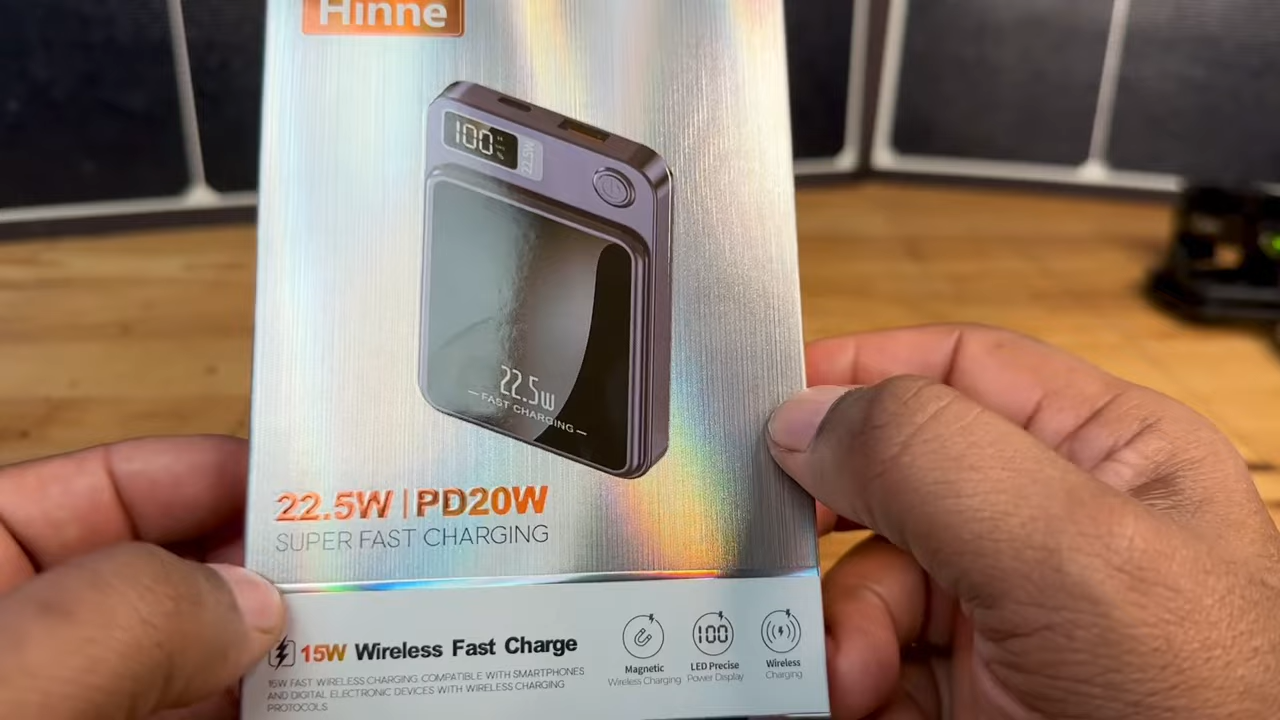 Hinne
100
22.5W
22.5W
—FAST CHARGING—
22.5W | PD20W
SUPER FAST CHARGING
15W Wireless Fast Charge
15W FAST WIRELESS CHARGING. COMPATIBLE WITH SMARTPHONES
AND DIGITAL ELECTRONIC DEVICES WITH WIRELESS CHARGING
PROTOCOLS
100
Magnetic
Wireless Charging
LED Precise
Power Display
Wireless
Charging